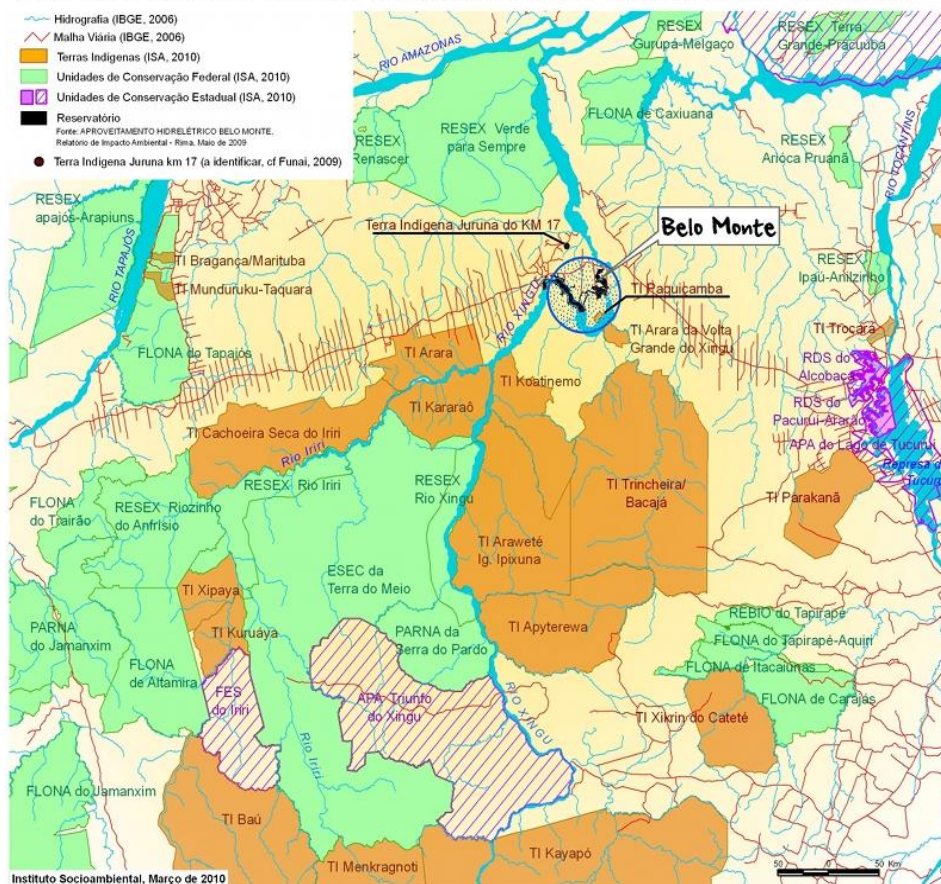 Hidrografia (IBGE, 2006)
Malha Viária (IBGE, 2006)
Terras Indígenas (ISA, 2010)
Unidades de Conservação Federal (ISA, 2010)
Unidades de Conservação Estadual (ISA, 2010)
Reservatório
Fonte: APROVEITAMENTO HIDRELÉTRICO BELO MONTE.
Relatório de Impacto Ambiental - Rima, Maio de 2009
Terra Indígena Juruna km 17 (a identificar, cf Funai, 2009)
RIO AMAZONAS
RESEX
Gurupá-Melgaço
RESEX Terra
Grande-Pracuuba
FLONA de Caxiuana
RESEX
Renascer
RESEX Verde
para Sempre
RESEX
Arióca Pruanã
RIO TOCANTINS
RESEX
apajós-Arapiuns
RIO TAPAJÓS
TI Bragança/Marituba
TI Munduruku-Taquara
Terra Indígena Juruna do KM 17
Belo Monte
RESEX
Ipaú-Anilzinho
RIO XINGU
TI Paquiçamba
TI Arara da Volta
Grande do Xingu
TI Trocará
FLONA do Tapajós
TI Arara
TI Koatinemo
RDS do
Alcobaça
TI Kararaô
RDS do
Pacuruí-Ararão
TI Cachoeira Seca do Iriri
Rio Iriri
APA do Lago de Tucuruí
Represa d
Tucuru
RESEX Rio Iriri
RESEX
Rio Xingu
TI Trincheira/
Bacajá
TI Parakanã
FLONA
do Trairão
RESEX Riozinho
do Anfrísio
TI Araweté
Ig. Ipixuna
ESEC da
Terra do Meio
TI Xipaya
TI Kuruáya
PARNA
do Jamanxim
PARNA da
Serra do Pardo
TI Apyterewa
REBIO do Tapirapé
FLONA do Tapirapé-Aquiri
FLONA de Itacaiunas
FLONA
de Altamira
FES
do Iriri
APA Triunfo
do Xingu
RIO XINGU
FLONA de Carajás
TI Xikrin do Cateté
Rio Iriri
FLONA do Jamanxim
TI Baú
TI Menkragnoti
TI Kayapó
50 0 50 Km
Instituto Socioambiental, Março de 2010